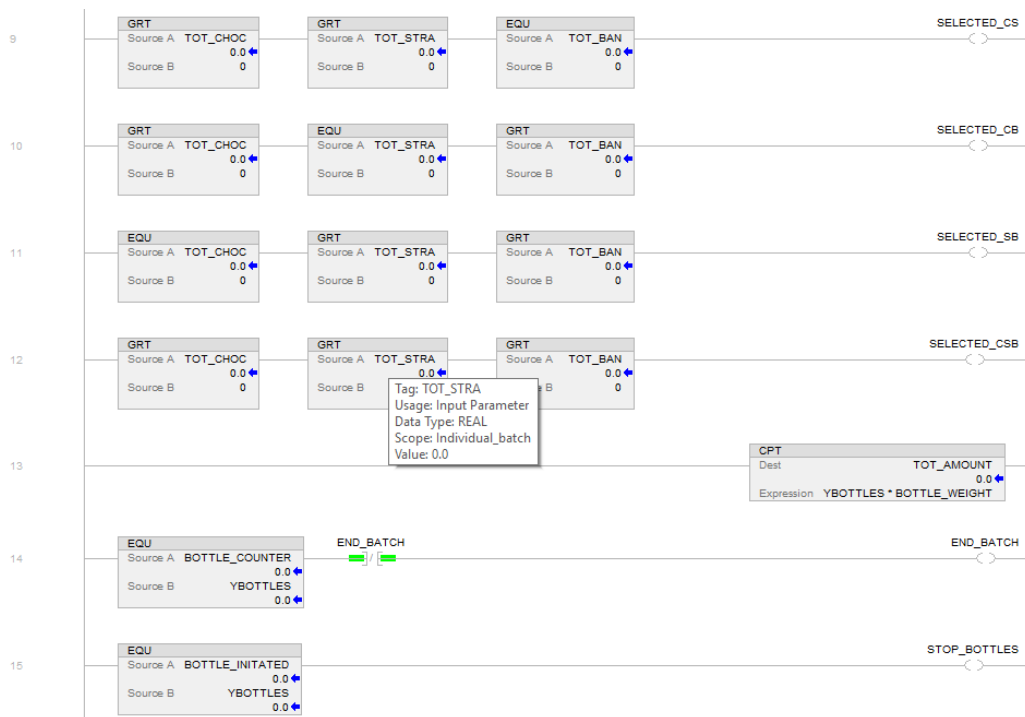 SELECTED_CS
9
GRT GRT EQU
Source A TOT_CHOC Source A TOT_STRA Source A TOT_BAN
0.0 0.0 0.0
Source B 0 Source B 0 Source B 0
SELECTED_CB
10
GRT EQU GRT
Source A TOT_CHOC Source A TOT_STRA Source A TOT_BAN
0.0 0.0 0.0
Source B 0 Source B 0 Source B 0
SELECTED_SB
11
EQU GRT GRT
Source A TOT_CHOC Source A TOT_STRA Source A TOT_BAN
0.0 0.0 0.0
Source B 0 Source B 0 Source B 0
SELECTED_CSB
12
GRT GRT GRT
Source A TOT_CHOC Source A TOT_STRA Source A TOT_BAN
0.0 0.0 0.0
Source B 0 B 0
Tag: TOT_STRA
Usage: Input Parameter
Data Type: REAL
Scope: Individual_batch
Value: 0.0
13
CPT
Dest TOT_AMOUNT
0.0
Expression YBOTTLES * BOTTLE_WEIGHT
14
EQU
Source A BOTTLE_COUNTER
0.0
Source B YBOTTLES
0.0
END_BATCH
END_BATCH
15
EQU
Source A BOTTLE_INITATED
0.0
Source B YBOTTLES
0.0
STOP_BOTTLES